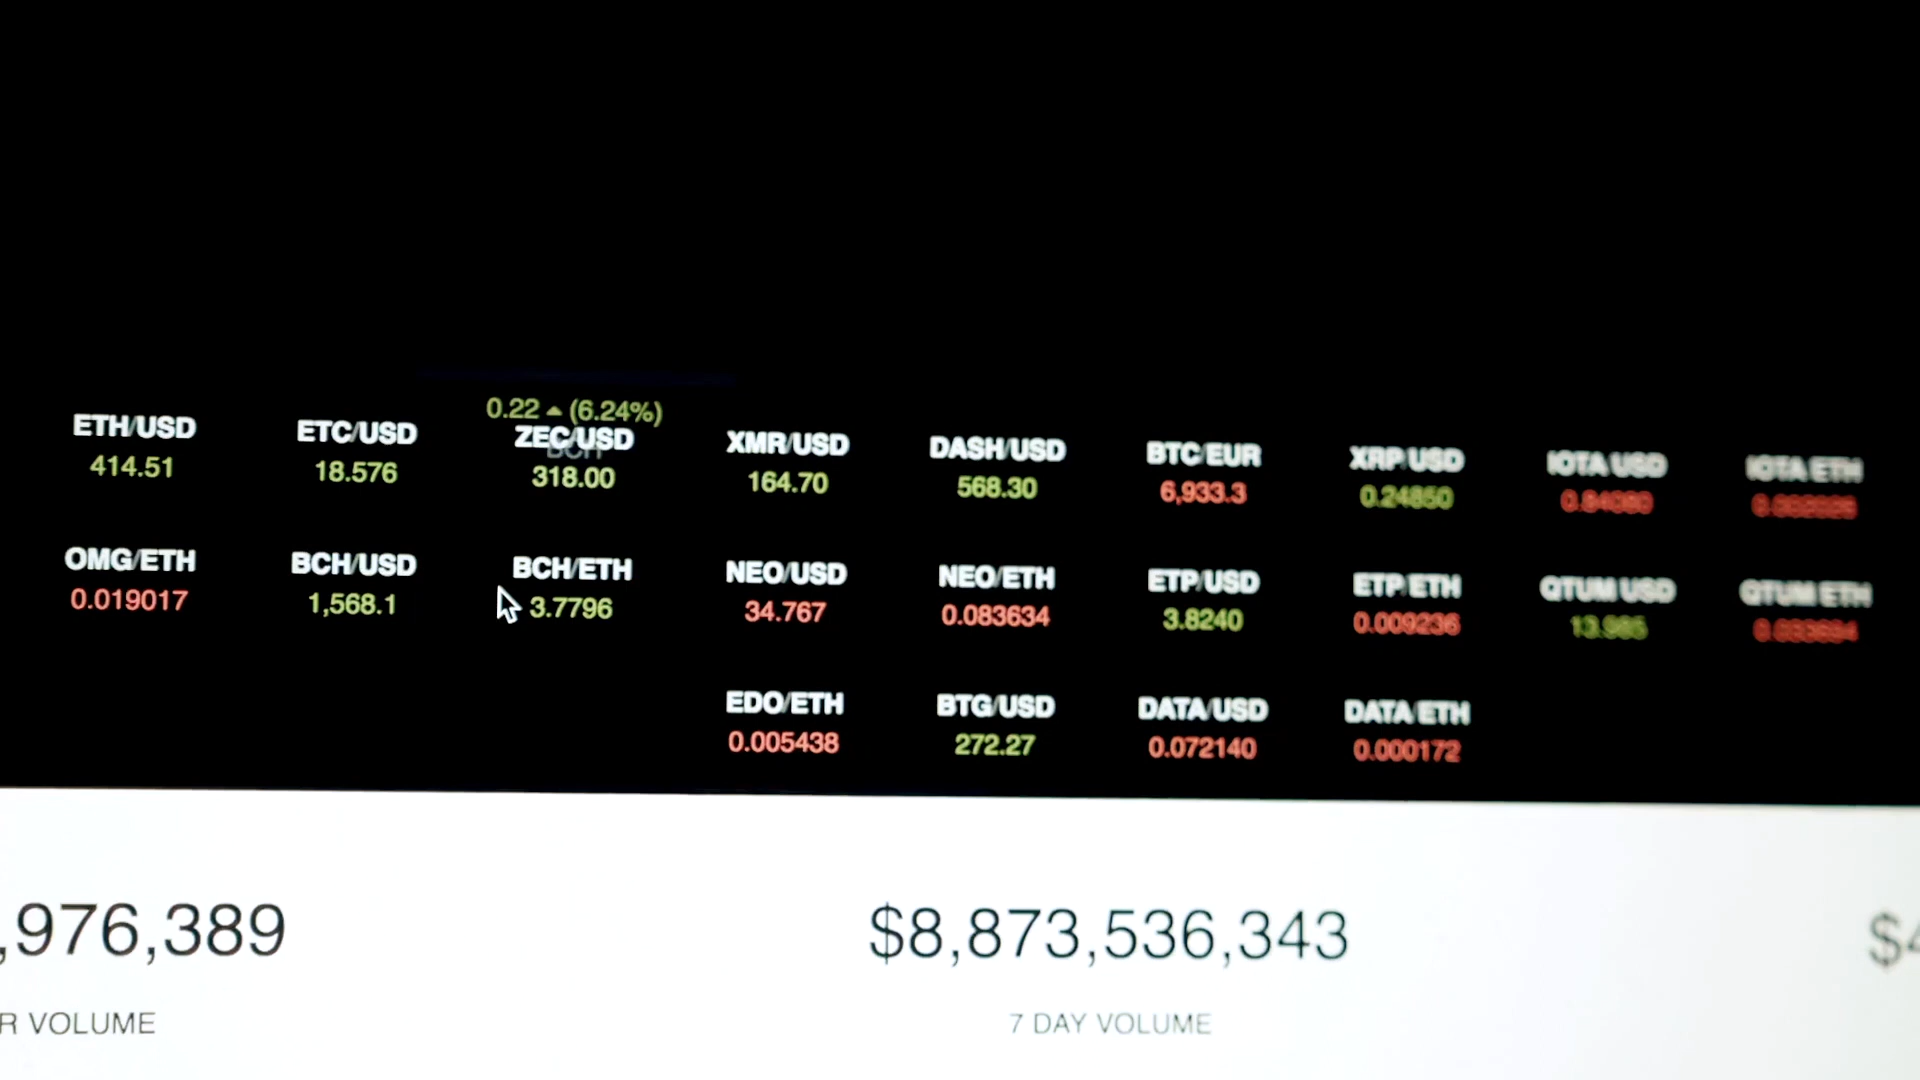 0.22 ▲ (6.24%)
ETH/USD ETC/USD ZEC/USD XMR/USD DASH/USD BTC/EUR XRP/USD IOTA/USD IOTA/ETH
BCH
414.51 18.576 318.00 164.70 568.30 6,933.3 0.24850
OMG/ETH BCH/USD BCH/ETH NEO/USD NEO/ETH ETP/USD ETP/ETH QTUM/USD QTUM/ETH
0.019017 1,568.1 3.7796 34.767 0.083634 3.8240 0.009236 13.985
EDO/ETH BTG/USD DATA/USD DATA/ETH
0.005438 272.27 0.072140 0.000172
,976,389 $8,873,536,343 $4
R VOLUME 7 DAY VOLUME